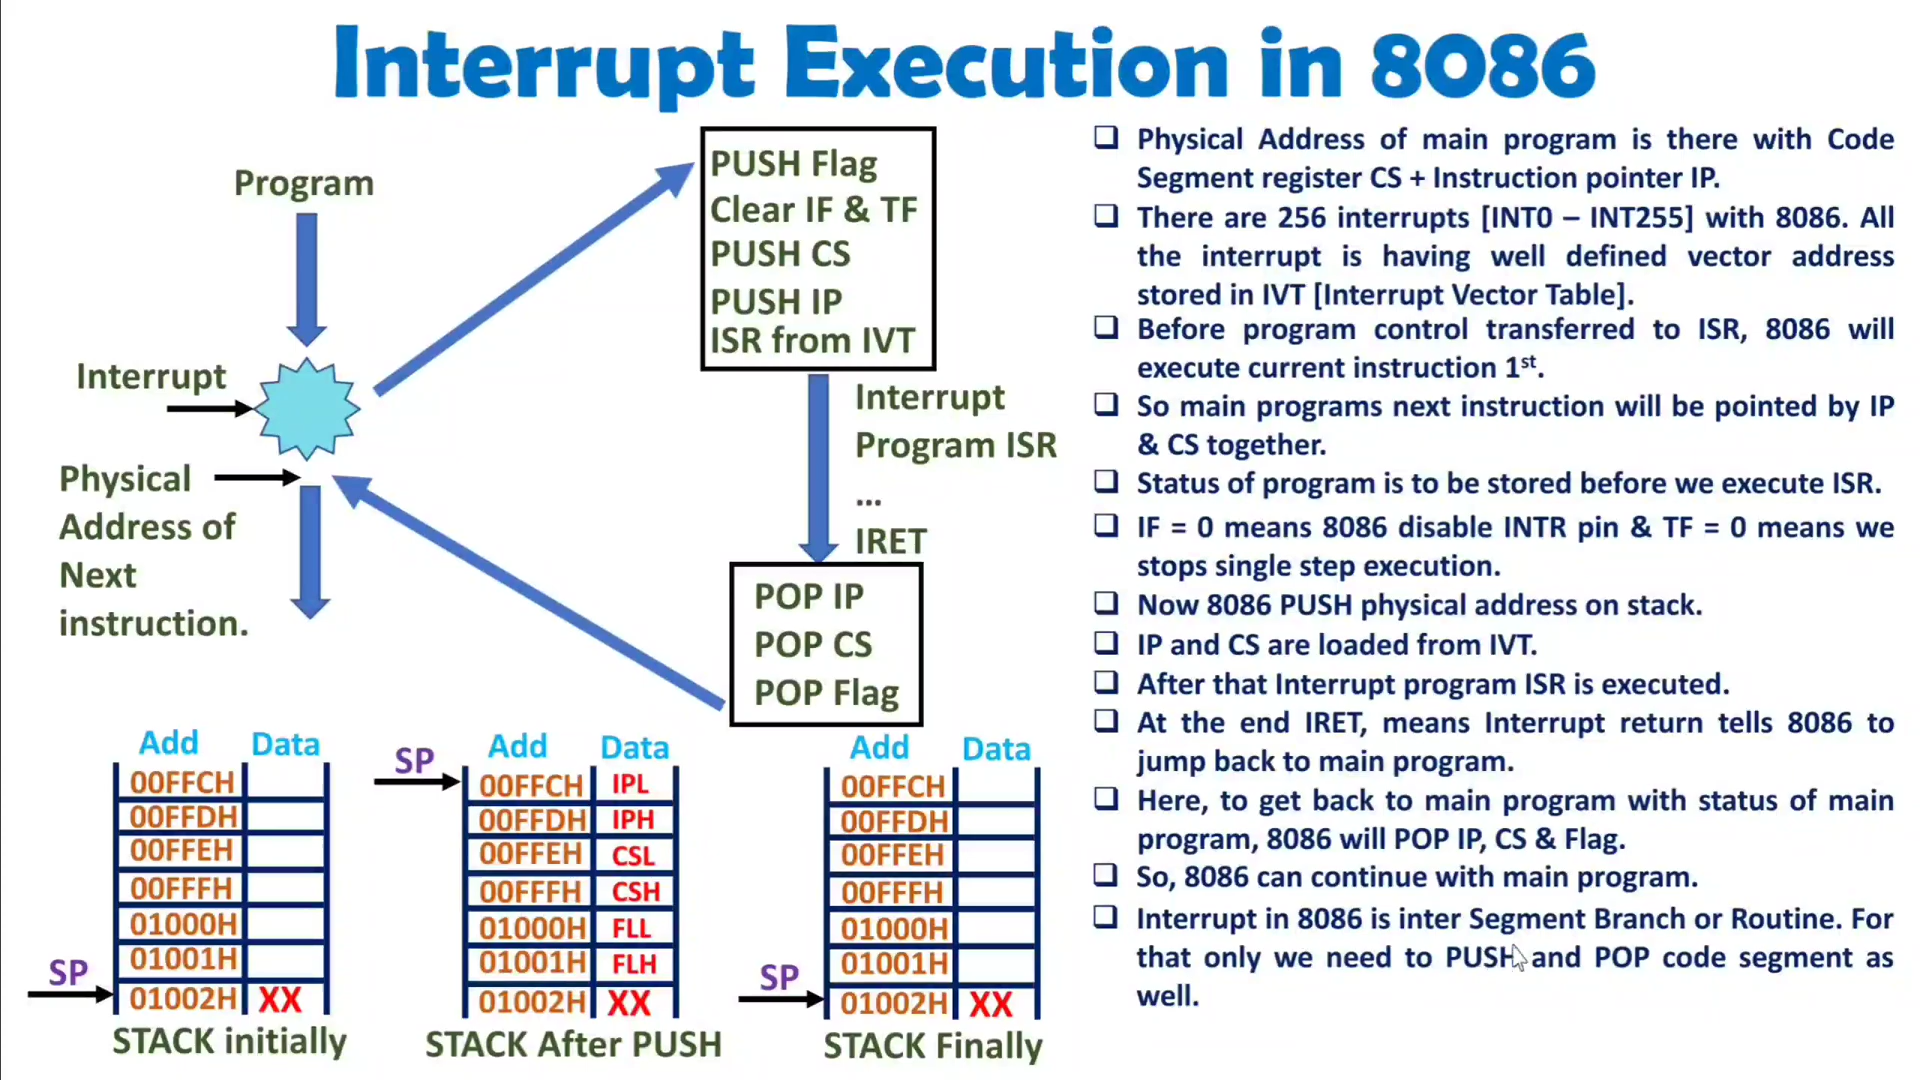 Interrupt Execution in 8086
Program
Interrupt
Physical
Address of
Next
instruction.
PUSH Flag
Clear IF & TF
PUSH CS
PUSH IP
ISR from IVT
Interrupt
Program ISR
...
IRET
POP IP
POP CS
POP Flag
Add Data
00FFCH
00FFDH
00FFEH
00FFFH
01000H
01001H
SP 01002H XX
STACK initially
Add Data
SP 00FFCH IPL
00FFDH IPH
00FFEH CSL
00FFFH CSH
01000H FLL
01001H FLH
01002H XX
STACK After PUSH
Add Data
00FFCH
00FFDH
00FFEH
00FFFH
01000H
01001H
SP 01002H XX
STACK Finally
❑ Physical Address of main program is there with Code
Segment register CS + Instruction pointer IP.
❑ There are 256 interrupts [INT0 – INT255] with 8086. All
the interrupt is having well defined vector address
stored in IVT [Interrupt Vector Table].
❑ Before program control transferred to ISR, 8086 will
execute current instruction 1st.
❑ So main programs next instruction will be pointed by IP
& CS together.
❑ Status of program is to be stored before we execute ISR.
❑ IF = 0 means 8086 disable INTR pin & TF = 0 means we
stops single step execution.
❑ Now 8086 PUSH physical address on stack.
❑ IP and CS are loaded from IVT.
❑ After that Interrupt program ISR is executed.
❑ At the end IRET, means Interrupt return tells 8086 to
jump back to main program.
❑ Here, to get back to main program with status of main
program, 8086 will POP IP, CS & Flag.
❑ So, 8086 can continue with main program.
❑ Interrupt in 8086 is inter Segment Branch or Routine. For
that only we need to PUSH and POP code segment as
well.